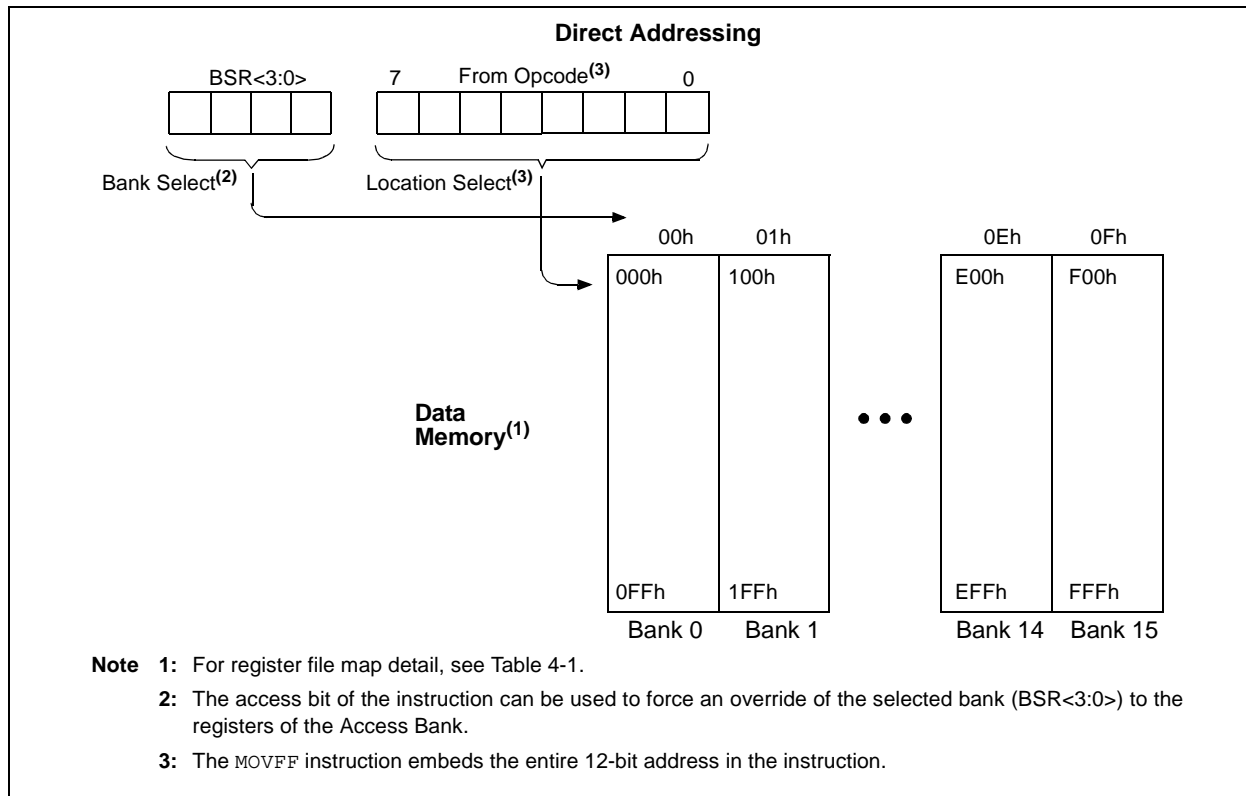 Direct Addressing
BSR<3:0>
7 From Opcode(3) 0
Bank Select(2)
Location Select(3)
00h 01h 0Eh 0Fh
000h 100h E00h F00h
Data
Memory(1)
0FFh 1FFh EFFh FFFh
Bank 0 Bank 1 Bank 14 Bank 15
Note 1: For register file map detail, see Table 4-1.
2: The access bit of the instruction can be used to force an override of the selected bank (BSR<3:0>) to the
registers of the Access Bank.
3: The MOVFF instruction embeds the entire 12-bit address in the instruction.